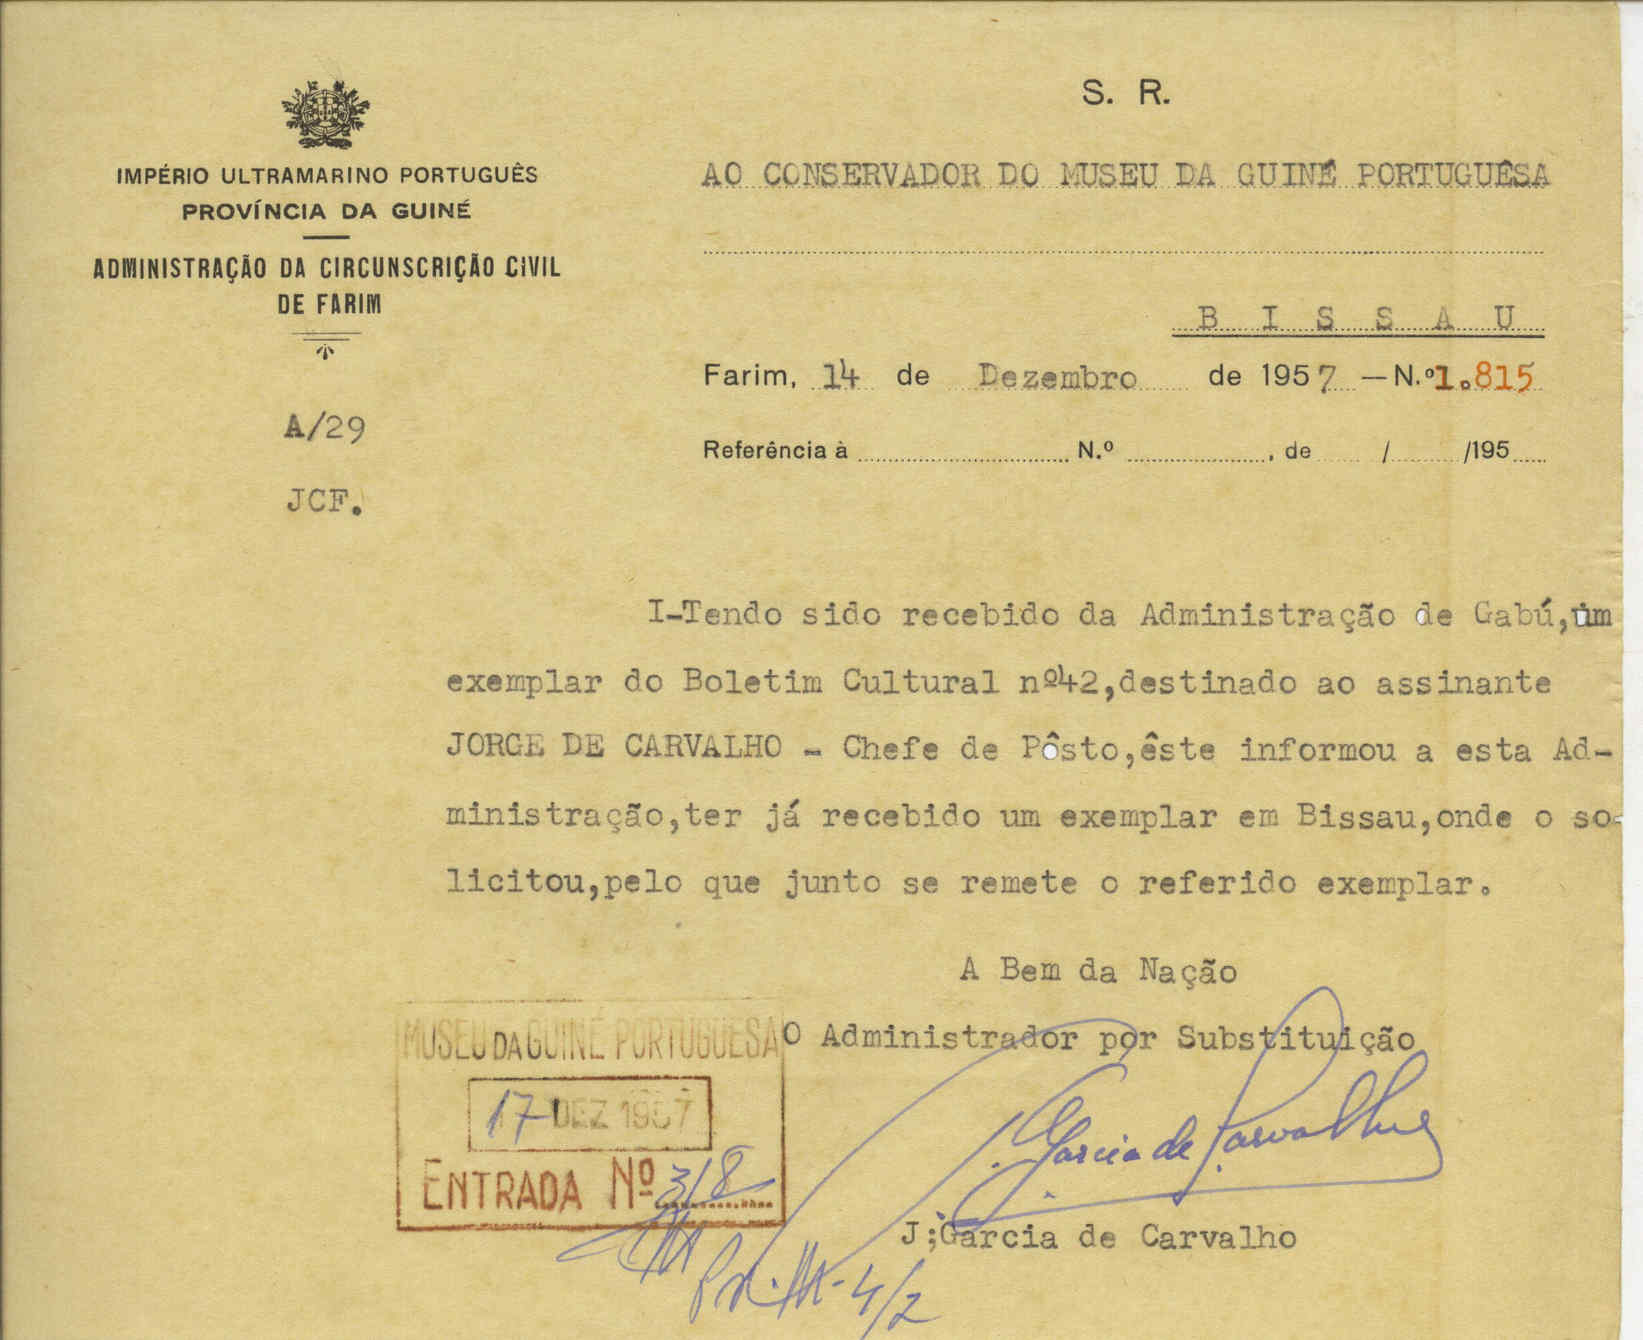 S. R.
IMPÉRIO ULTRAMARINO PORTUGUÊS
PROVÍNCIA DA GUINÉ
ADMINISTRAÇÃO DA CIRCUNSCRIÇÃO CIVIL
DE FARIM
A/29
JCF.
AO CONSERVADOR DO MUSEU DA GUINÉ PORTUGUÊSA
B I S S A U
Farim, 14 de Dezembro de 1957 — N.º 1.815
Referência à N.º , de / /195
I-Tendo sido recebido da Administração de Gabú,um
exemplar do Boletim Cultural nº42,destinado ao assinante
JORGE DE CARVALHO - Chefe de Pôsto,êste informou a esta Ad-
ministração,ter já recebido um exemplar em Bissau,onde o so-
licitou,pelo que junto se remete o referido exemplar.
A Bem da Nação
O Administrador por Substituição
J. Garcia de Carvalho
J;Garcia de Carvalho
MUSEU DA GUINÉ PORTUGUESA
17 DEZ 1957
ENTRADA Nº 318
4/2